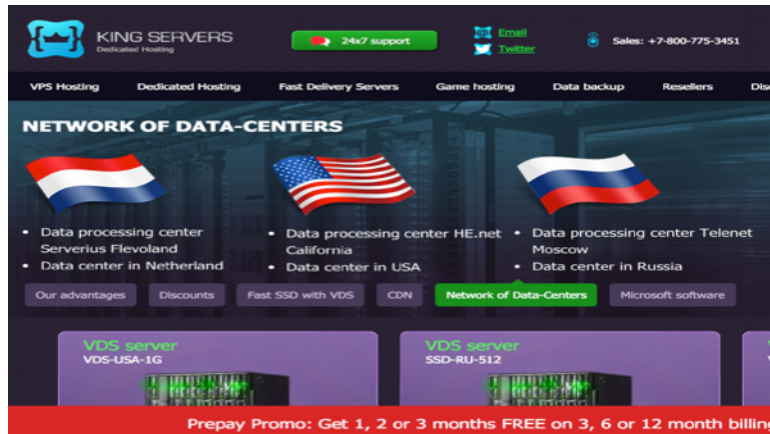 KING SERVERS
Dedicated Hosting
24x7 support
Email
Twitter
Sales: +7-800-775-3451
VPS Hosting Dedicated Hosting Fast Delivery Servers Game hosting Data backup Resellers
NETWORK OF DATA-CENTERS
• Data processing center Serverius Flevoland
• Data center in Netherland
• Data processing center HE.net California
• Data center in USA
• Data processing center Telenet Moscow
• Data center in Russia
Our advantages Discounts Fast SSD with VDS CDN Network of Data-Centers Microsoft software
VDS server
VDS-USA-1G
VDS server
SSD-RU-512
Prepay Promo: Get 1, 2 or 3 months FREE on 3, 6 or 12 month billing